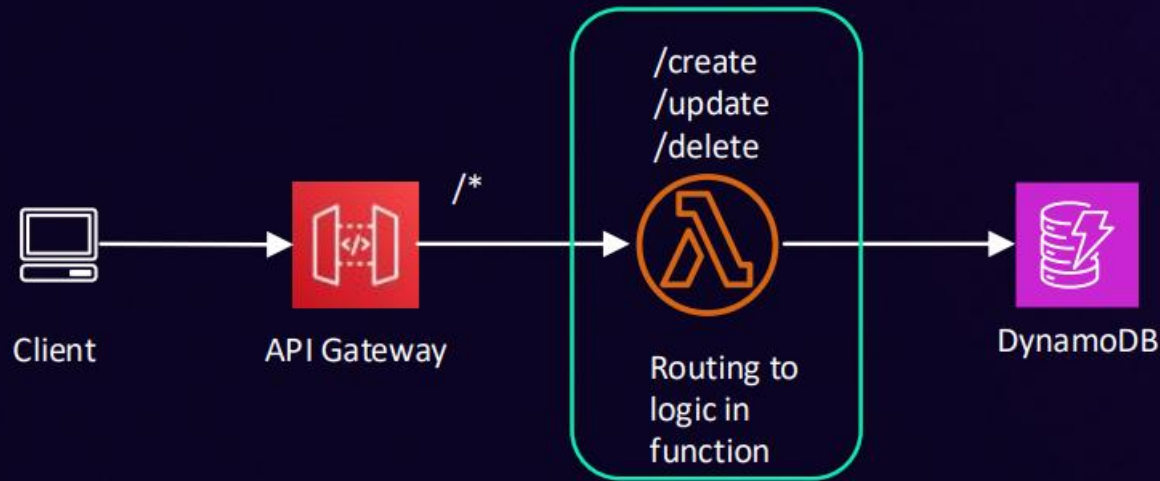 /create
/update
/delete
/*
</>
Client
API Gateway
Routing to
logic in
function
DynamoDB